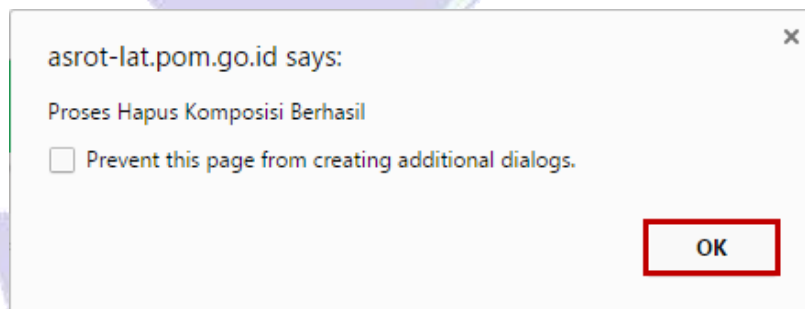 asrot-lat.pom.go.id says:
Proses Hapus Komposisi Berhasil
Prevent this page from creating additional dialogs.
OK